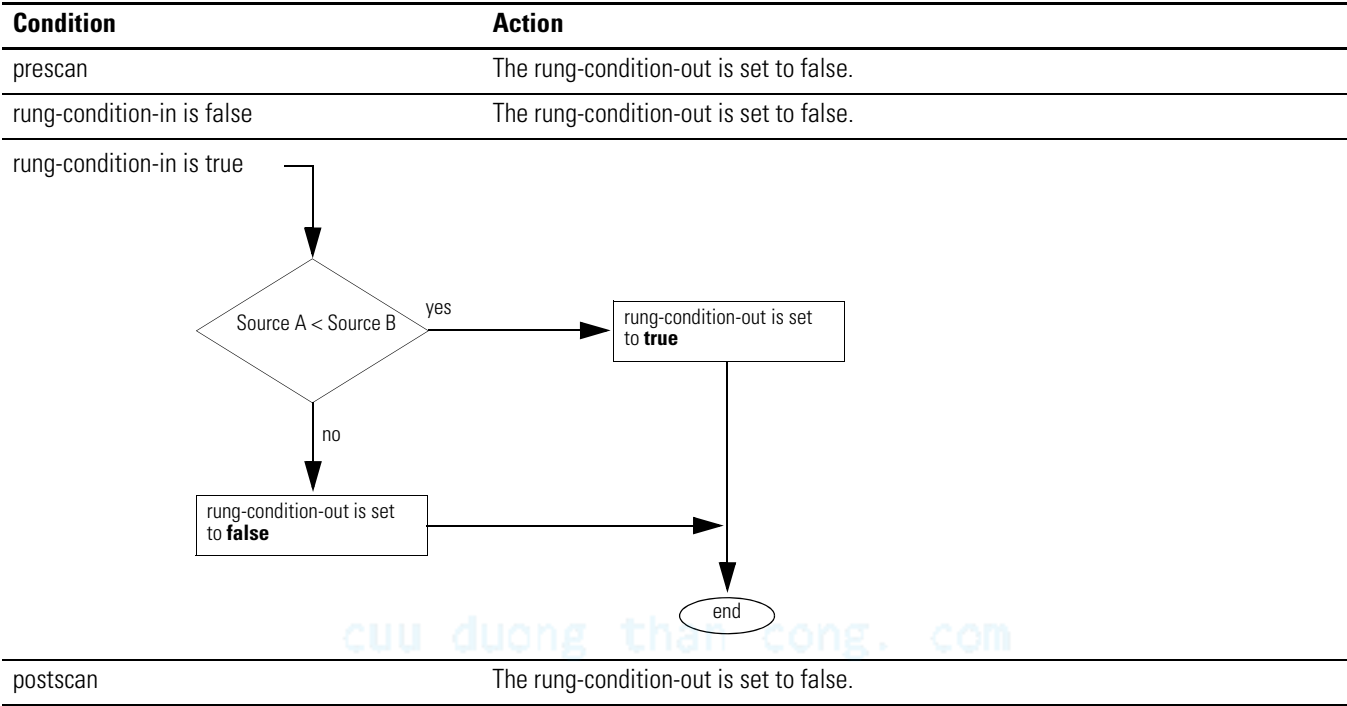 Condition Action
prescan The rung-condition-out is set to false.
rung-condition-in is false The rung-condition-out is set to false.
rung-condition-in is true
Source A < Source B
yes
rung-condition-out is set
to true
no
rung-condition-out is set
to false
end
cuu duong than cong. com
postscan The rung-condition-out is set to false.